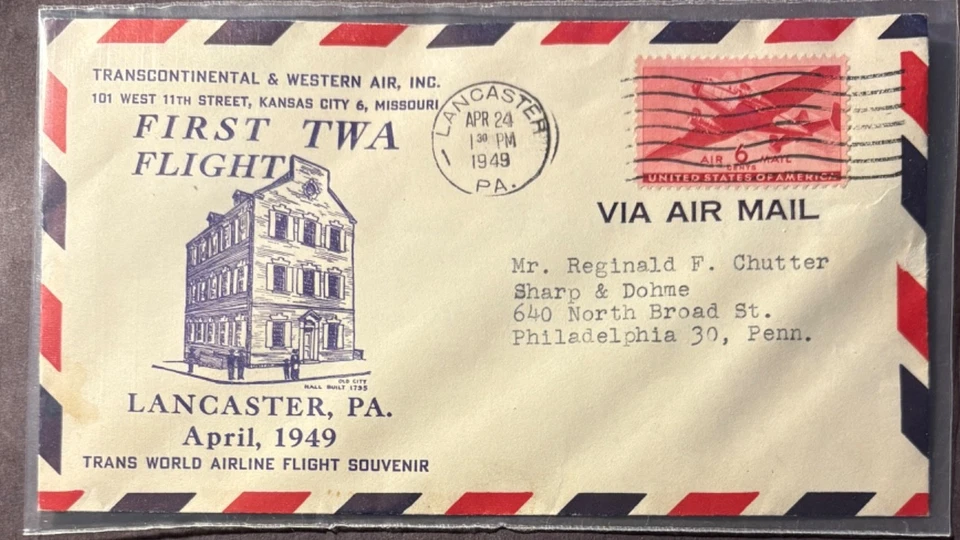 TRANSCONTINENTAL & WESTERN AIR, INC.
101 WEST 11TH STREET, KANSAS CITY 6, MISSOURI
FIRST TWA
FLIGHT
OLD CITY
HALL BUILT 1735
LANCASTER, PA.
April, 1949
TRANS WORLD AIRLINE FLIGHT SOUVENIR
LANCASTER
APR 24
1 30 PM
1949
PA.
AIR 6 MAIL
CENTS
UNITED STATES OF AMERICA
VIA AIR MAIL
Mr. Reginald F. Chutter
Sharp & Dohme
640 North Broad St.
Philadelphia 30, Penn.